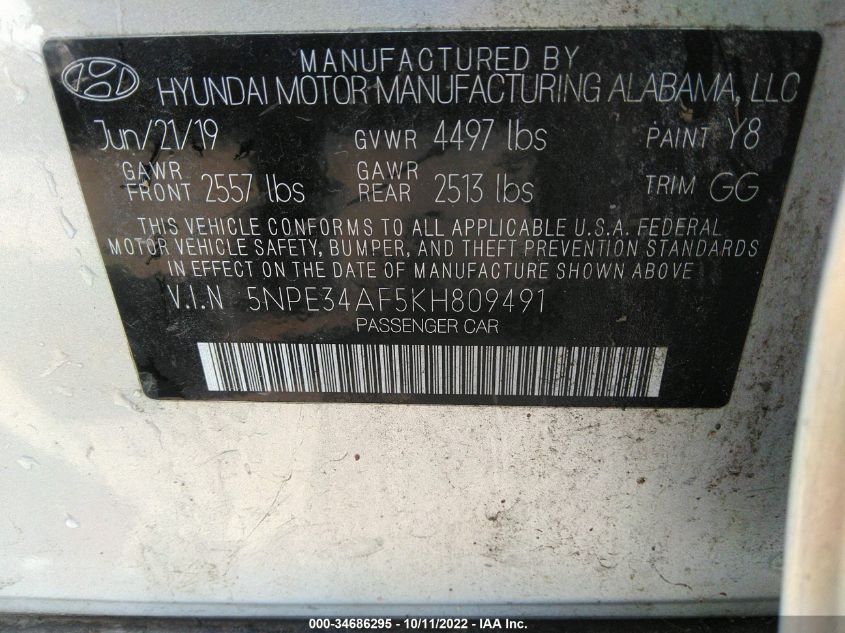 MANUFACTURED BY
HYUNDAI MOTOR MANUFACTURING ALABAMA, LLC
Jun/21/19 GVWR 4497 lbs PAINT Y8
GAWR FRONT 2557 lbs GAWR REAR 2513 lbs TRIM GG
THIS VEHICLE CONFORMS TO ALL APPLICABLE U.S.A. FEDERAL
MOTOR VEHICLE SAFETY, BUMPER, AND THEFT PREVENTION STANDARDS
IN EFFECT ON THE DATE OF MANUFACTURE SHOWN ABOVE
V.I.N 5NPE34AF5KH809491
PASSENGER CAR
000-34686295 - 10/11/2022 - IAA Inc.